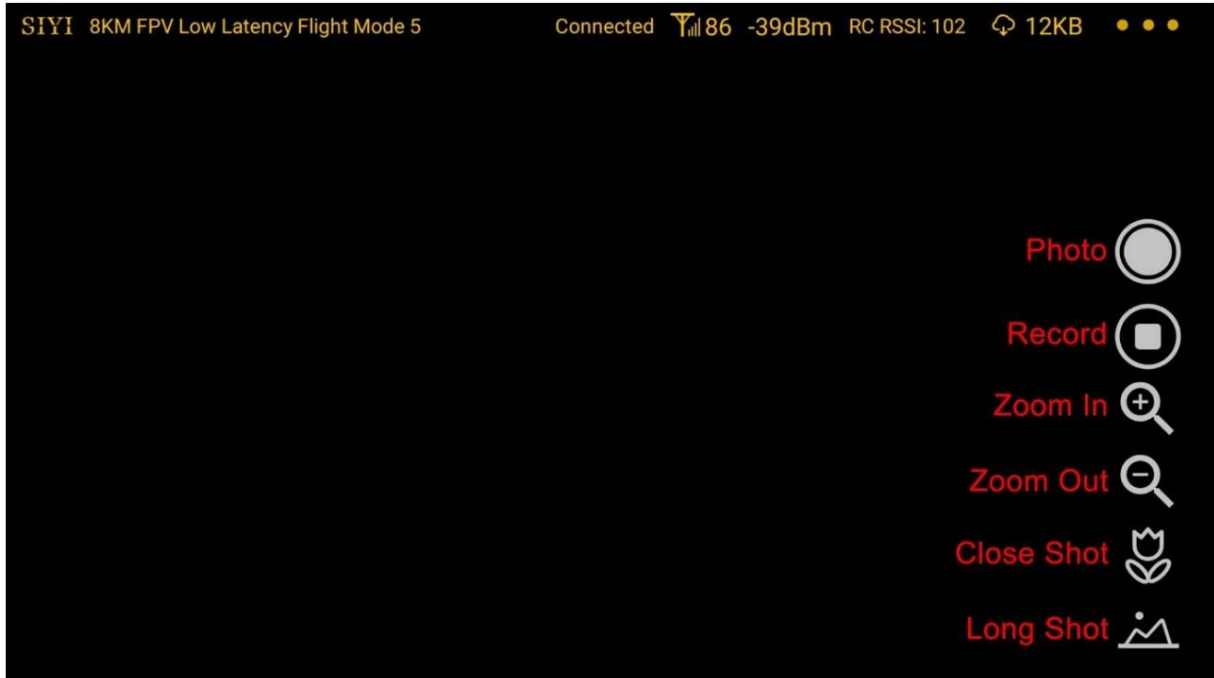 SIYI 8KM FPV Low Latency Flight Mode 5 Connected 86 -39dBm RC RSSI: 102 12KB
Photo
Record
Zoom In
Zoom Out
Close Shot
Long Shot